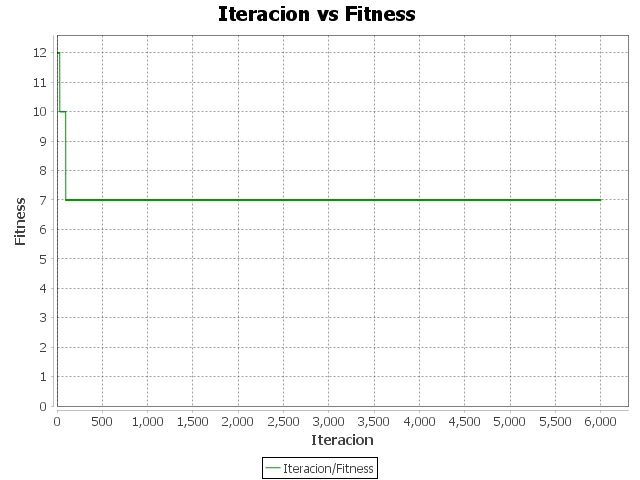 Iteracion vs Fitness
12
11
10
9
8
7
6
5
4
3
2
1
0
Fitness
0 500 1,000 1,500 2,000 2,500 3,000 3,500 4,000 4,500 5,000 5,500 6,000
Iteracion
Iteracion/Fitness